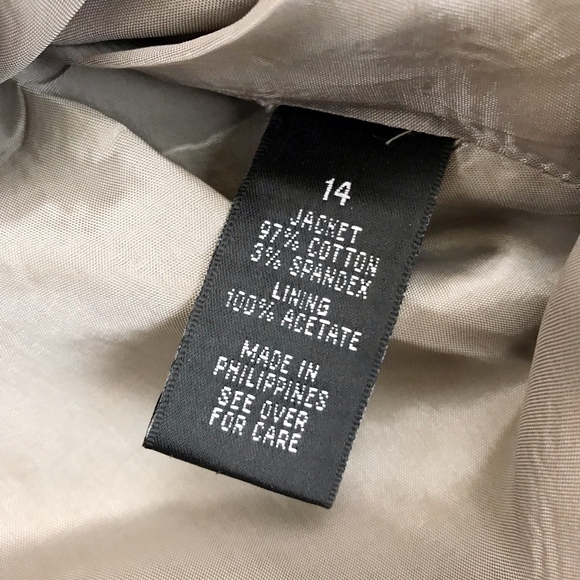 14
JACKET
97% COTTON
3% SPANDEX
LINING
100% ACETATE
MADE IN
PHILIPPINES
SEE OVER
FOR CARE